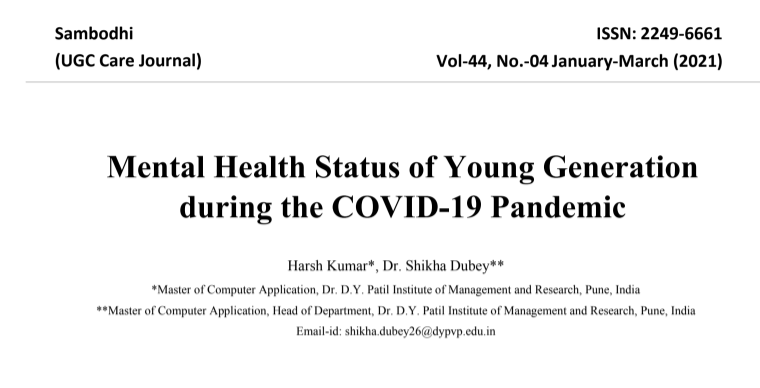 Sambodhi
ISSN: 2249-6661
(UGC Care Journal)
Vol-44, No.-04 January-March (2021)
Mental Health Status of Young Generation
during the COVID-19 Pandemic
Harsh Kumar*, Dr. Shikha Dubey**
*Master of Computer Application, Dr. D.Y. Patil Institute of Management and Research, Pune, India
**Master of Computer Application, Head of Department, Dr. D.Y. Patil Institute of Management and Research, Pune, India
Email-id: shikha.dubey26@dypvp.edu.in